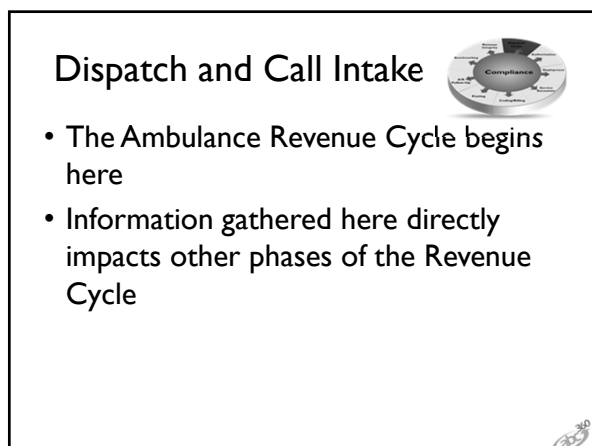 Dispatch and Call Intake
Compliance
• The Ambulance Revenue Cycle begins
here
• Information gathered here directly
impacts other phases of the Revenue
Cycle
360